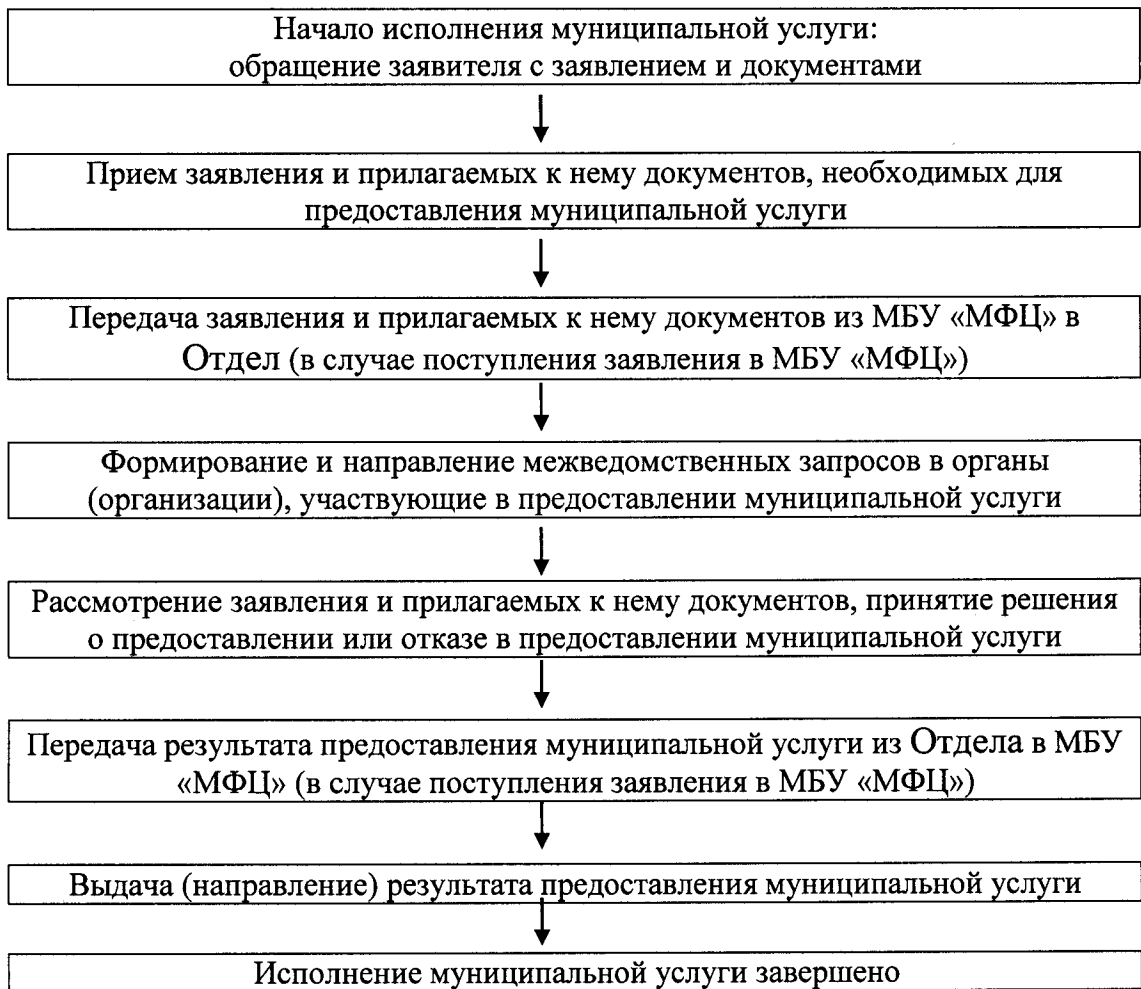 Начало исполнения муниципальной услуги:
обращение заявителя с заявлением и документами
Прием заявления и прилагаемых к нему документов, необходимых для
предоставления муниципальной услуги
Передача заявления и прилагаемых к нему документов из МБУ «МФЦ» в
Отдел (в случае поступления заявления в МБУ «МФЦ»)
Формирование и направление межведомственных запросов в органы
(организации), участвующие в предоставлении муниципальной услуги
Рассмотрение заявления и прилагаемых к нему документов, принятие решения
о предоставлении или отказе в предоставлении муниципальной услуги
Передача результата предоставления муниципальной услуги из Отдела в МБУ
«МФЦ» (в случае поступления заявления в МБУ «МФЦ»)
Выдача (направление) результата предоставления муниципальной услуги
Исполнение муниципальной услуги завершено